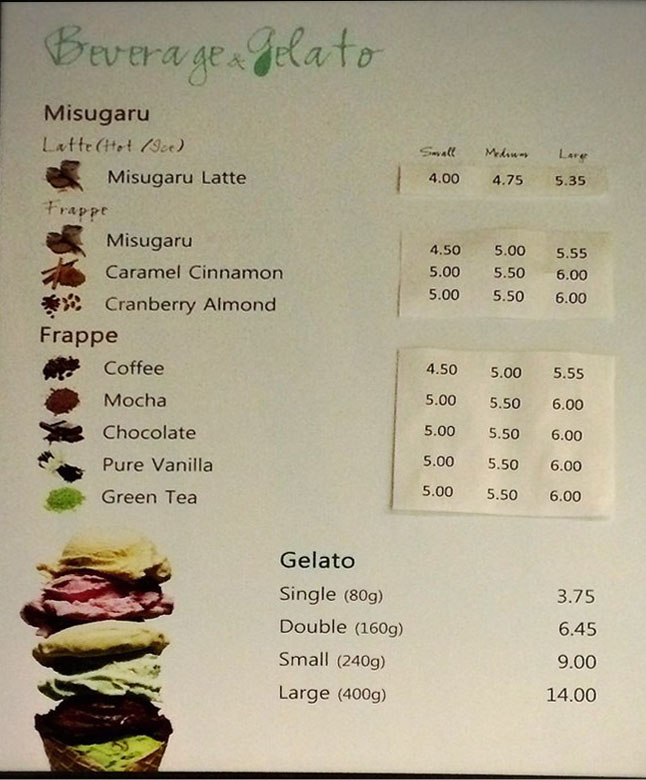 Beverage & Gelato
Misugaru
Latte (Hot / Ice) Small Medium Large
Misugaru Latte 4.00 4.75 5.35
Frappe
Misugaru 4.50 5.00 5.55
Caramel Cinnamon 5.00 5.50 6.00
Cranberry Almond 5.00 5.50 6.00
Frappe
Coffee 4.50 5.00 5.55
Mocha 5.00 5.50 6.00
Chocolate 5.00 5.50 6.00
Pure Vanilla 5.00 5.50 6.00
Green Tea 5.00 5.50 6.00
Gelato
Single (80g) 3.75
Double (160g) 6.45
Small (240g) 9.00
Large (400g) 14.00